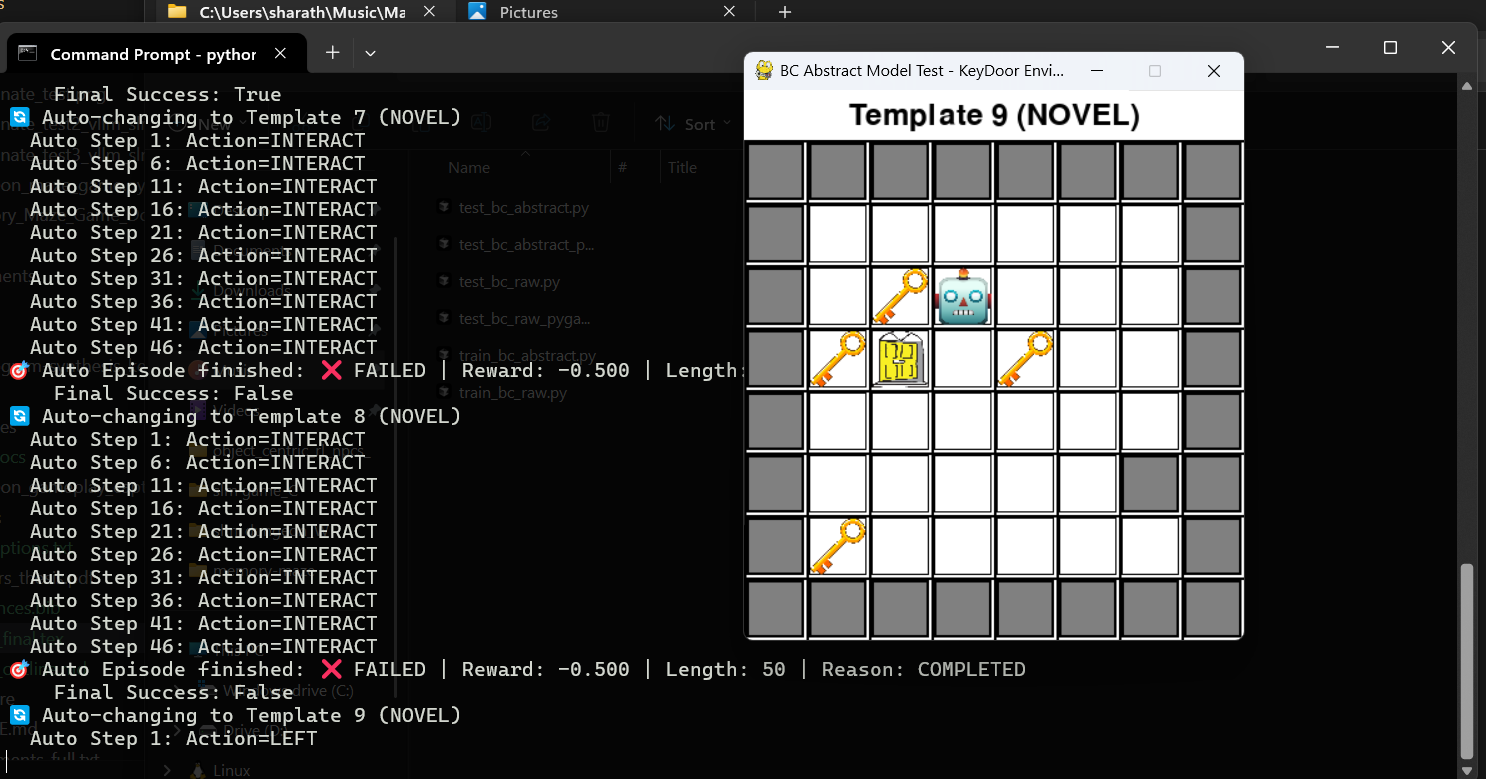 C:\Users\sharath\Music\Ma
Pictures
Command Prompt - python
Final Success: True
Auto-changing to Template 7 (NOVEL)
Auto Step 1: Action=INTERACT
Auto Step 6: Action=INTERACT
Auto Step 11: Action=INTERACT
Auto Step 16: Action=INTERACT
Auto Step 21: Action=INTERACT
Auto Step 26: Action=INTERACT
Auto Step 31: Action=INTERACT
Auto Step 36: Action=INTERACT
Auto Step 41: Action=INTERACT
Auto Step 46: Action=INTERACT
Auto Episode finished: ❌ FAILED | Reward: -0.500 | Length:
Final Success: False
Auto-changing to Template 8 (NOVEL)
Auto Step 1: Action=INTERACT
Auto Step 6: Action=INTERACT
Auto Step 11: Action=INTERACT
Auto Step 16: Action=INTERACT
Auto Step 21: Action=INTERACT
Auto Step 26: Action=INTERACT
Auto Step 31: Action=INTERACT
Auto Step 36: Action=INTERACT
Auto Step 41: Action=INTERACT
Auto Step 46: Action=INTERACT
Auto Episode finished: ❌ FAILED | Reward: -0.500 | Length: 50 | Reason: COMPLETED
Final Success: False
Auto-changing to Template 9 (NOVEL)
Auto Step 1: Action=LEFT
New
Sort
Name
#
Title
test_bc_abstract.py
test_bc_abstract_p...
test_bc_raw.py
test_bc_raw_pyga...
train_bc_abstract.py
train_bc_raw.py
Downloads
Pictures
Windows drive (C:)
Linux
BC Abstract Model Test - KeyDoor Envi...
Template 9 (NOVEL)